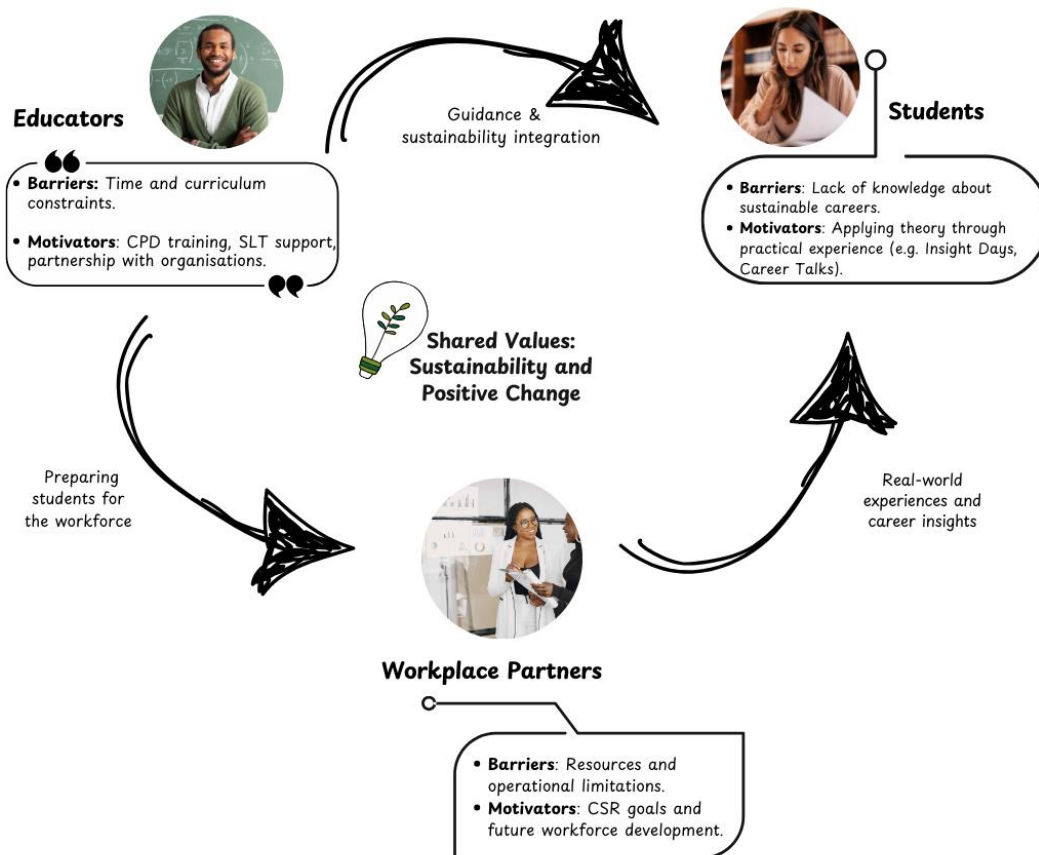 Educators
• Barriers: Time and curriculum
constraints.
• Motivators: CPD training, SLT support,
partnership with organisations.
Guidance &
sustainability integration
Students
• Barriers: Lack of knowledge about
sustainable careers.
• Motivators: Applying theory through
practical experience (e.g. Insight Days,
Career Talks).
Shared Values:
Sustainability and
Positive Change
Preparing
students for
the workforce
Real-world
experiences and
career insights
Workplace Partners
• Barriers: Resources and
operational limitations.
• Motivators: CSR goals and
future workforce development.